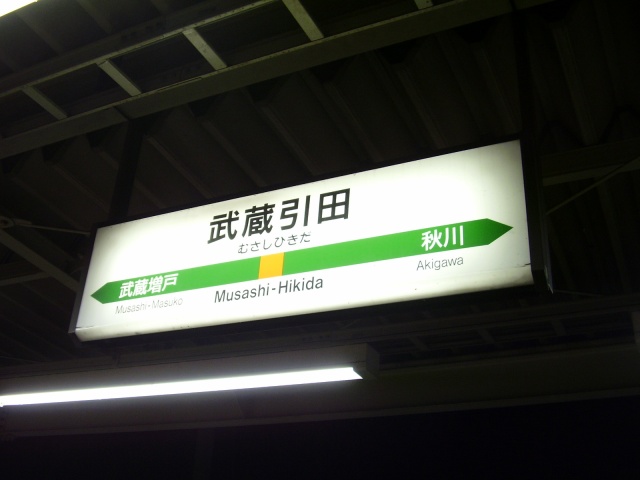 武蔵引田
むさしひきだ
武蔵増戸
秋川
Musashi-Masuko
Musashi-Hikida
Akigawa